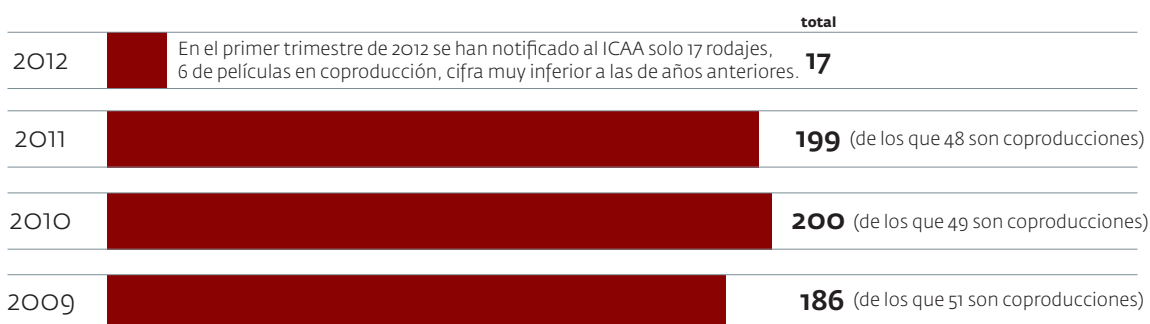 total
2012
En el primer trimestre de 2012 se han notificado al ICAA solo 17 rodajes,
6 de películas en coproducción, cifra muy inferior a las de años anteriores. 17
2011 199 (de los que 48 son coproducciones)
2010 200 (de los que 49 son coproducciones)
2009 186 (de los que 51 son coproducciones)